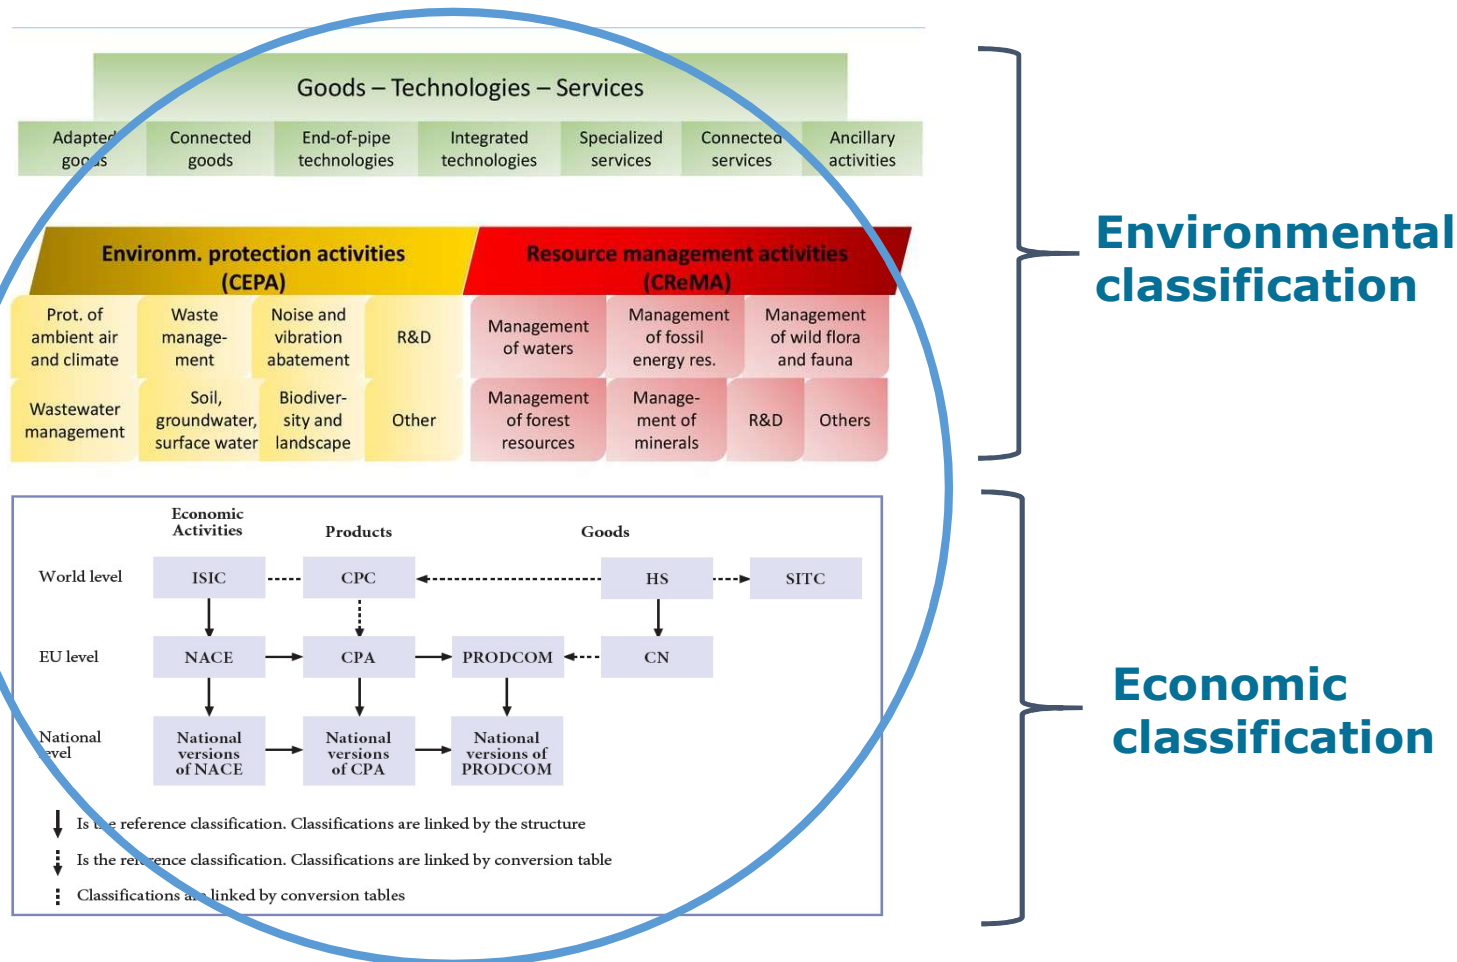 Goods – Technologies – Services
Adapted
goods
Connected
goods
End-of-pipe
technologies
Integrated
technologies
Specialized
services
Connected
services
Ancillary
activities
Environm. protection activities
(CEPA)
Resource management activities
(CReMA)
Prot. of
ambient air
and climate
Waste
manage-
ment
Noise and
vibration
abatement
R&D
Management
of waters
Management
of fossil
energy res.
Management
of wild flora
and fauna
Wastewater
management
Soil,
groundwater,
surface water
Biodiver-
sity and
landscape
Other
Management
of forest
resources
Manage-
ment of
minerals
R&D
Others
Environmental
classification
Economic
Activities
Products
Goods
World level
ISIC
CPC
HS
SITC
EU level
NACE
CPA
PRODCOM
CN
National
level
National
versions
of NACE
National
versions
of CPA
National
versions of
PRODCOM
Is the reference classification. Classifications are linked by the structure
Is the reference classification. Classifications are linked by conversion table
Classifications are linked by conversion tables
Economic
classification